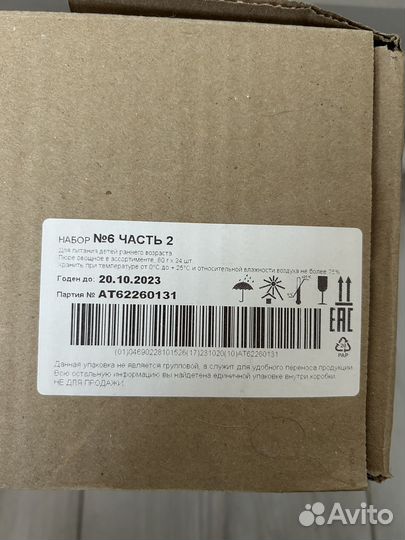 НАБОР №6 ЧАСТЬ 2
Для питания детей раннего возраста
Пюре овощное в ассортименте, 80 г х 24 шт.
Хранить при температуре от 0°С до + 25°С и относительной влажности воздуха не более 75%
Годен до: 20.10.2023
Партия № АТ62260131
EAC
20
PAP
(01)04690228101526(17)231020(10)AT62260131
Данная упаковка не является групповой, а служит для удобного переноса продукции.
Всю остальную информацию вы найдете на единичной упаковке внутри коробки.
НЕ ДЛЯ ПРОДАЖИ.
Avito